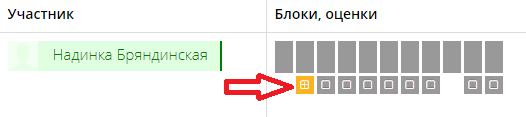 Участник
Блоки, оценки
Надинка Бряндинская